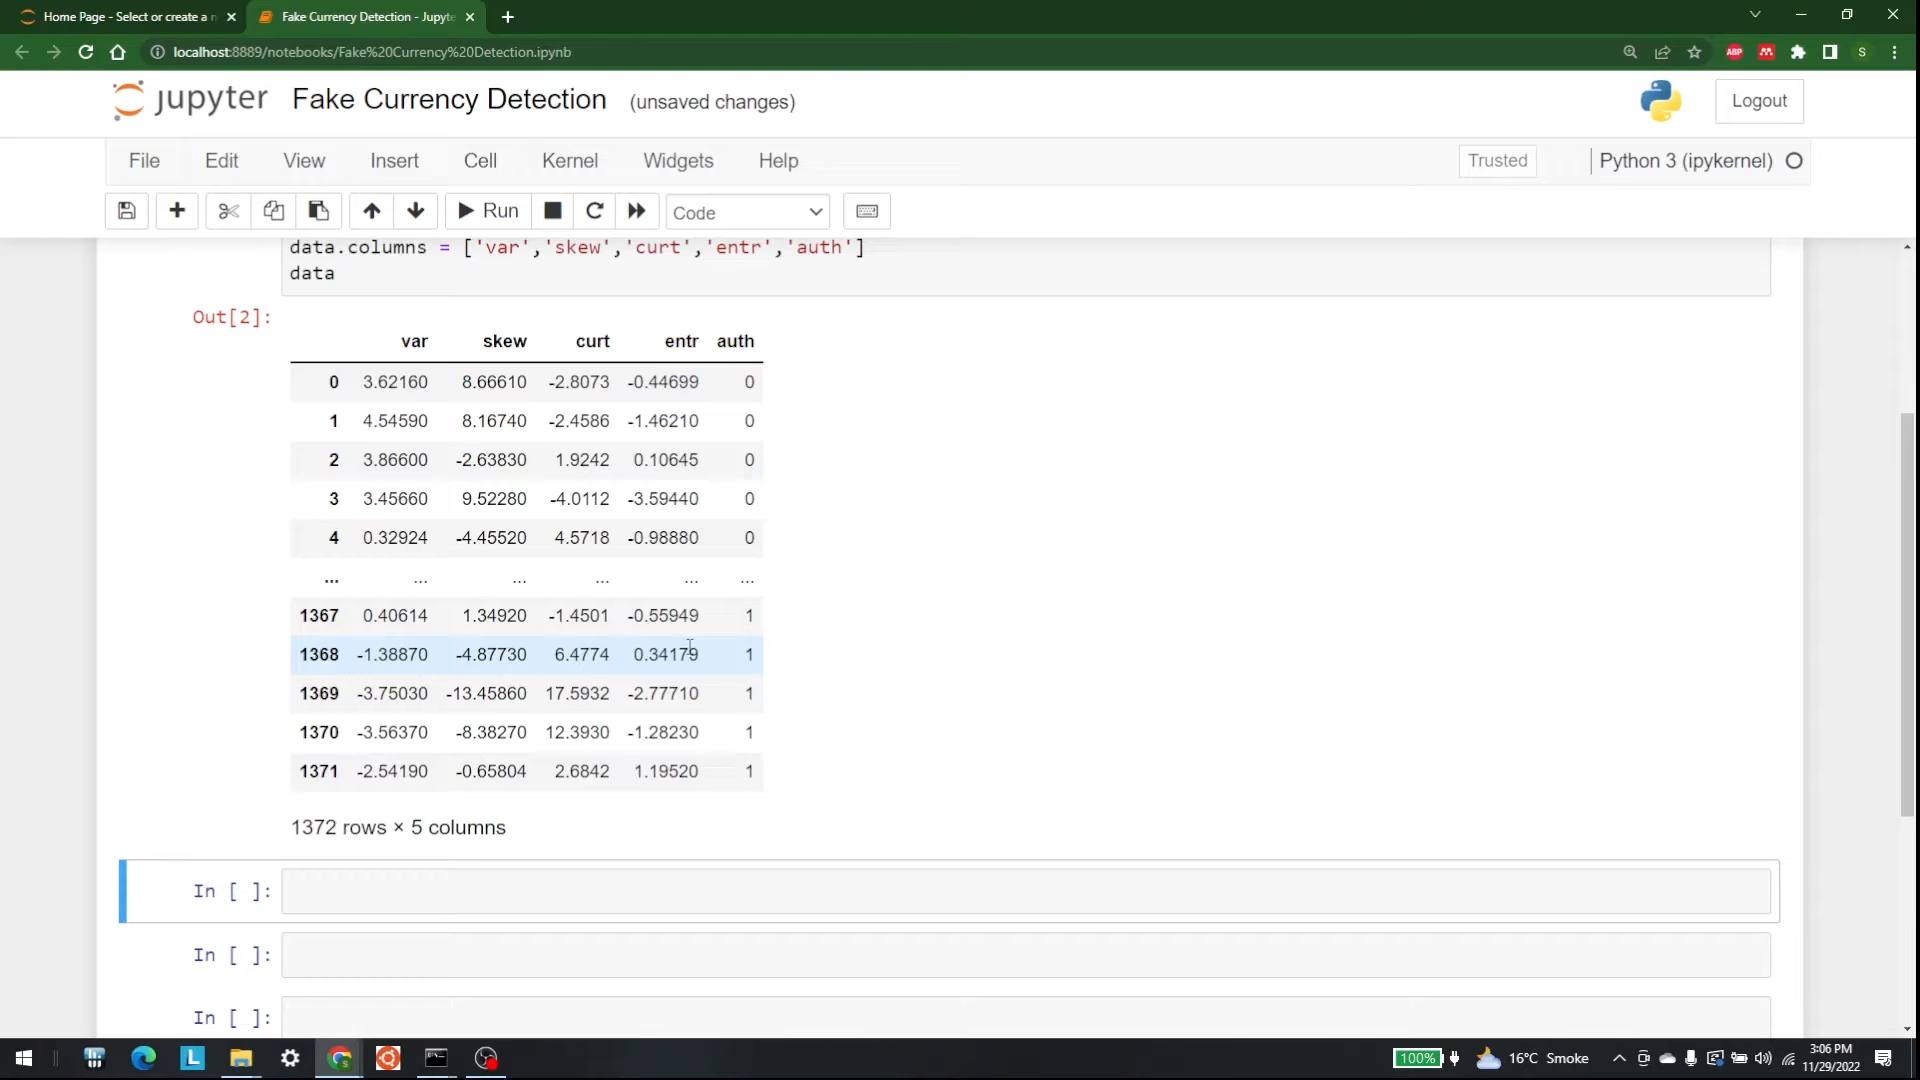 Home Page - Select or create a n
Fake Currency Detection - Jupyte
localhost:8889/notebooks/Fake%20Currency%20Detection.ipynb
ABP
S
jupyter Fake Currency Detection (unsaved changes)
Logout
File Edit View Insert Cell Kernel Widgets Help
Trusted
Python 3 (ipykernel)
Run
Code
data.columns = ['var','skew','curt','entr','auth']
data
Out[2]:
var skew curt entr auth
0 3.62160 8.66610 -2.8073 -0.44699 0
1 4.54590 8.16740 -2.4586 -1.46210 0
2 3.86600 -2.63830 1.9242 0.10645 0
3 3.45660 9.52280 -4.0112 -3.59440 0
4 0.32924 -4.45520 4.5718 -0.98880 0
... ... ... ... ... ...
1367 0.40614 1.34920 -1.4501 -0.55949 1
1368 -1.38870 -4.87730 6.4774 0.34179 1
1369 -3.75030 -13.45860 17.5932 -2.77710 1
1370 -3.56370 -8.38270 12.3930 -1.28230 1
1371 -2.54190 -0.65804 2.6842 1.19520 1
1372 rows × 5 columns
In [ ]:
In [ ]:
In [ ]:
L
100%
16°C Smoke
3:06 PM
11/29/2022